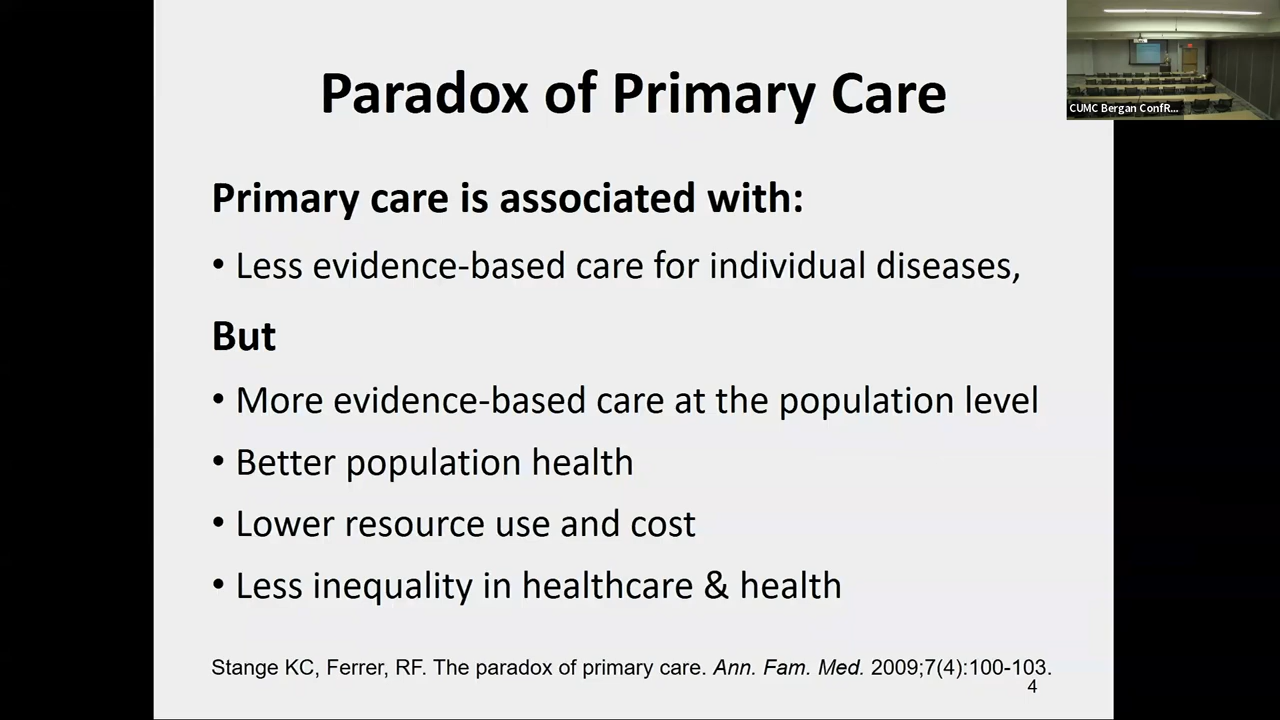 Paradox of Primary Care
CUMC Bergan ConfR...
Primary care is associated with:
• Less evidence-based care for individual diseases,
But
• More evidence-based care at the population level
• Better population health
• Lower resource use and cost
• Less inequality in healthcare & health
Stange KC, Ferrer, RF. The paradox of primary care. Ann. Fam. Med. 2009;7(4):100-103.
4